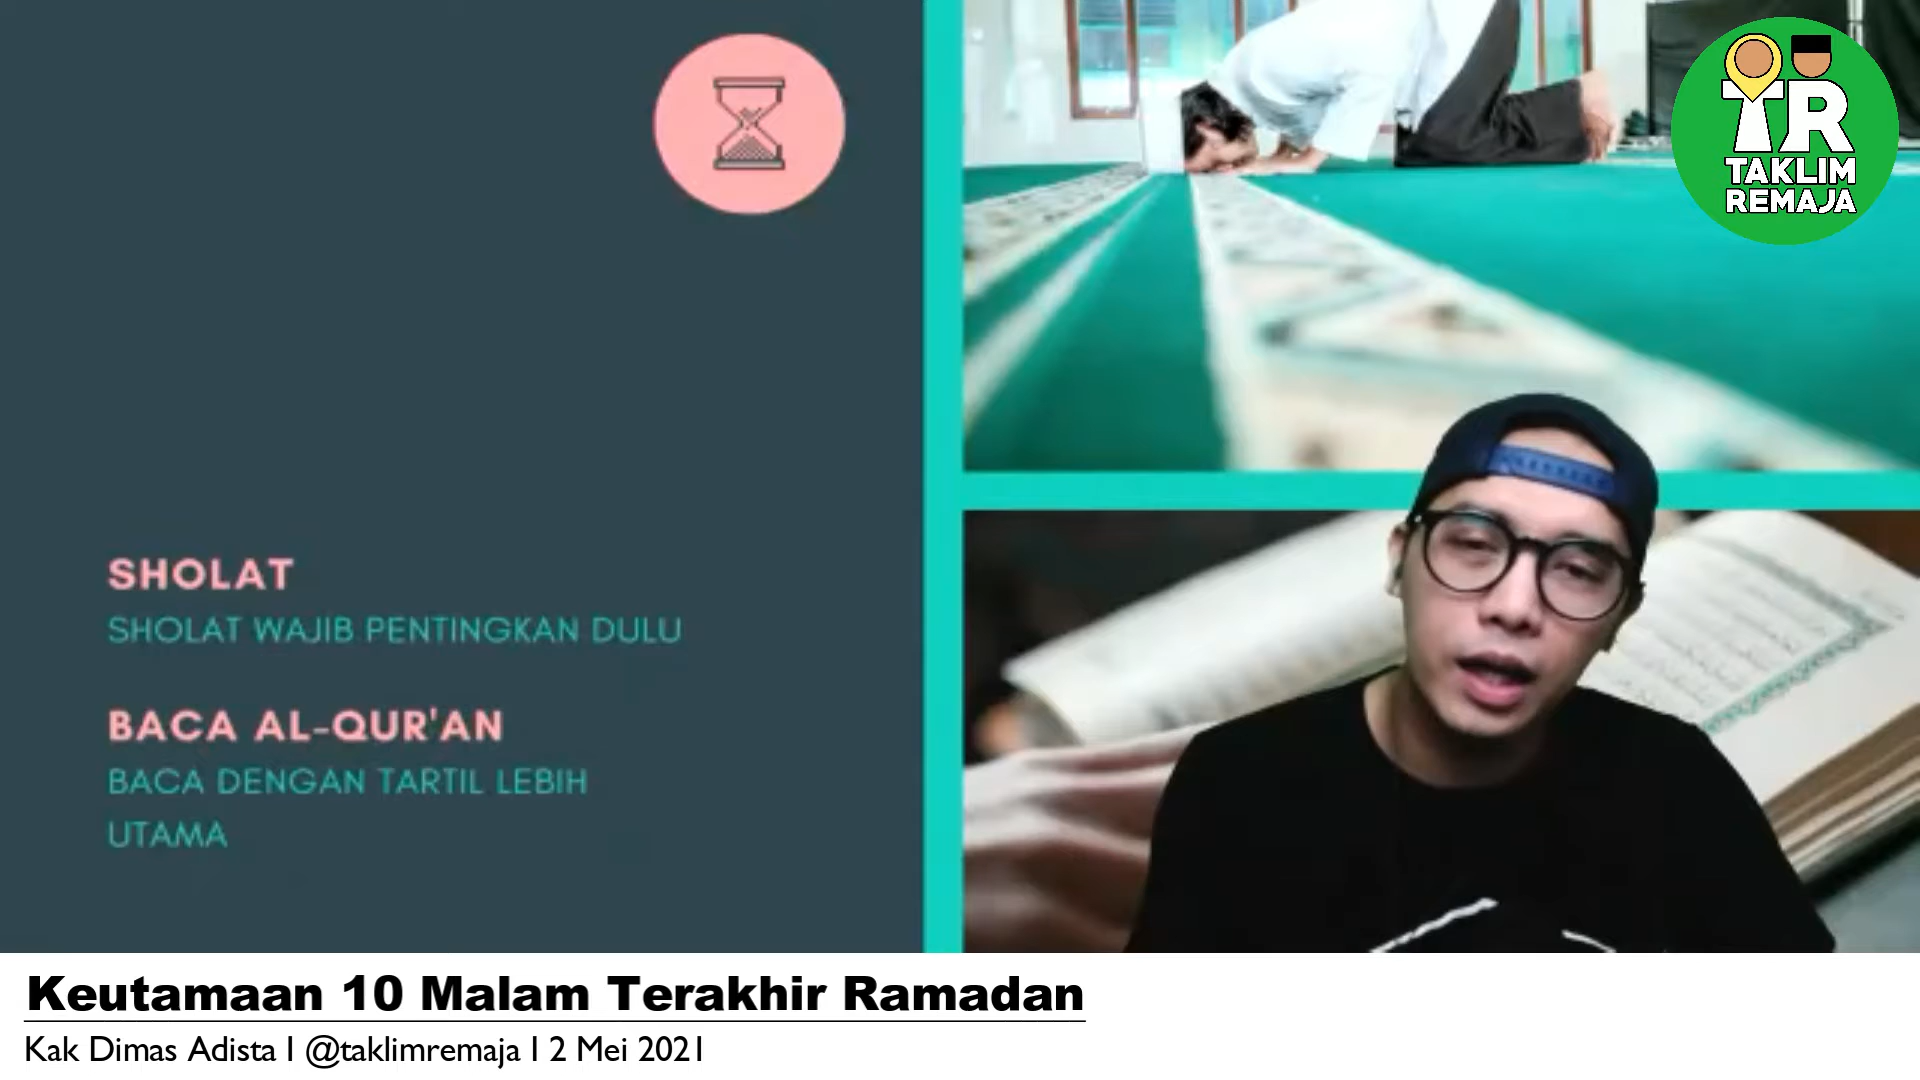 TR
TAKLIM
REMAJA
SHOLAT
SHOLAT WAJIB PENTINGKAN DULU
BACA AL-QUR'AN
BACA DENGAN TARTIL LEBIH
UTAMA
Keutamaan 10 Malam Terakhir Ramadan
Kak Dimas Adista I @taklimremaja I 2 Mei 2021